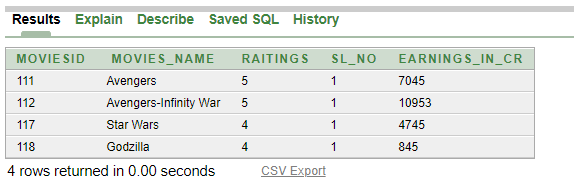 Results Explain Describe Saved SQL History
MOVIESID MOVIES_NAME RAITINGS SL_NO EARNINGS_IN_CR
111 Avengers 5 1 7045
112 Avengers-Infinity War 5 1 10953
117 Star Wars 4 1 4745
118 Godzilla 4 1 845
4 rows returned in 0.00 seconds CSV Export